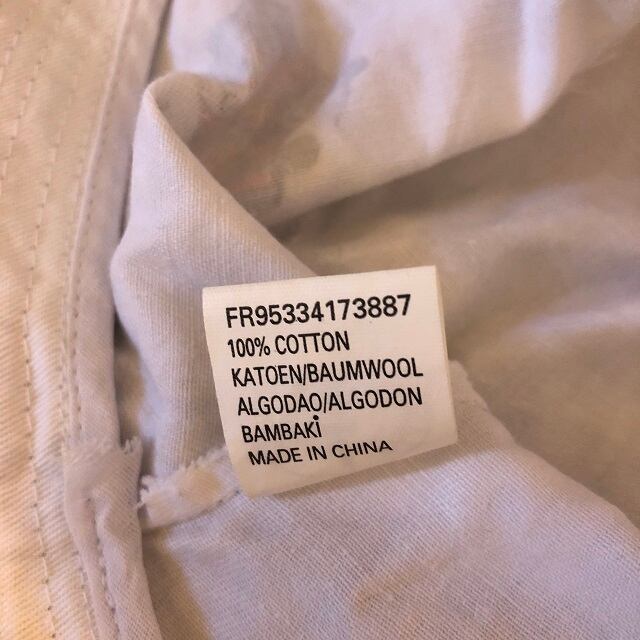 FR95334173887
100% COTTON
KATOEN/BAUMWOOL
ALGODAO/ALGODON
BAMBAKi
MADE IN CHINA